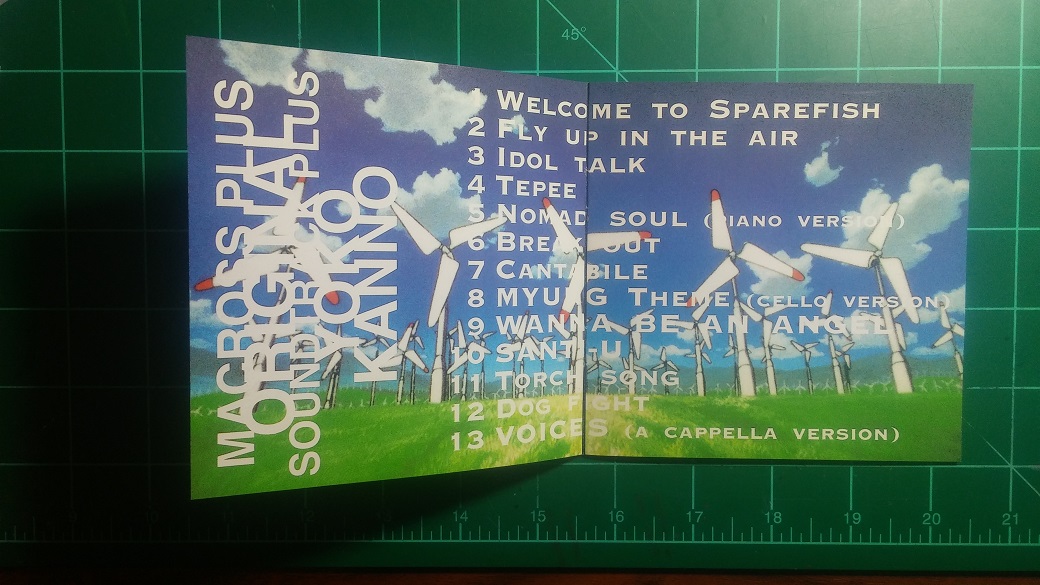 MACROSS PLUS
ORIGINAL
SOUNDTRACK PLUS
YOKO
KANNO
1 WELCOME TO SPAREFISH
2 FLY UP IN THE AIR
3 IDOL TALK
4 TEPEE
5 NOMAD SOUL (PIANO VERSION)
6 BREAK OUT
7 CANTABILE
8 MYUNG THEME (CELLO VERSION)
9 WANNA BE AN ANGEL
10 SANTI-U
11 TORCH SONG
12 DOG FIGHT
13 VOICES (A CAPPELLA VERSION)
45°
12
14
15
16
17
18
19
20
21